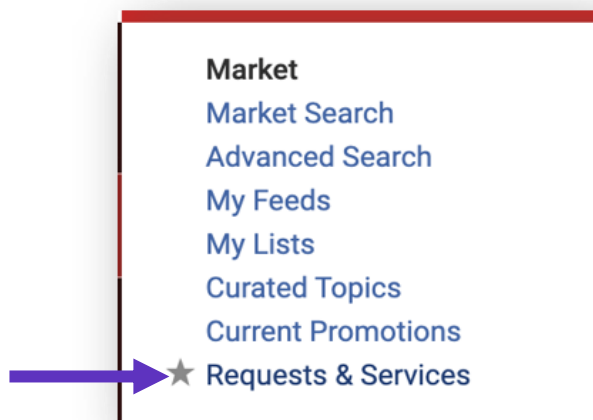 Market
Market Search
Advanced Search
My Feeds
My Lists
Curated Topics
Current Promotions
Requests & Services